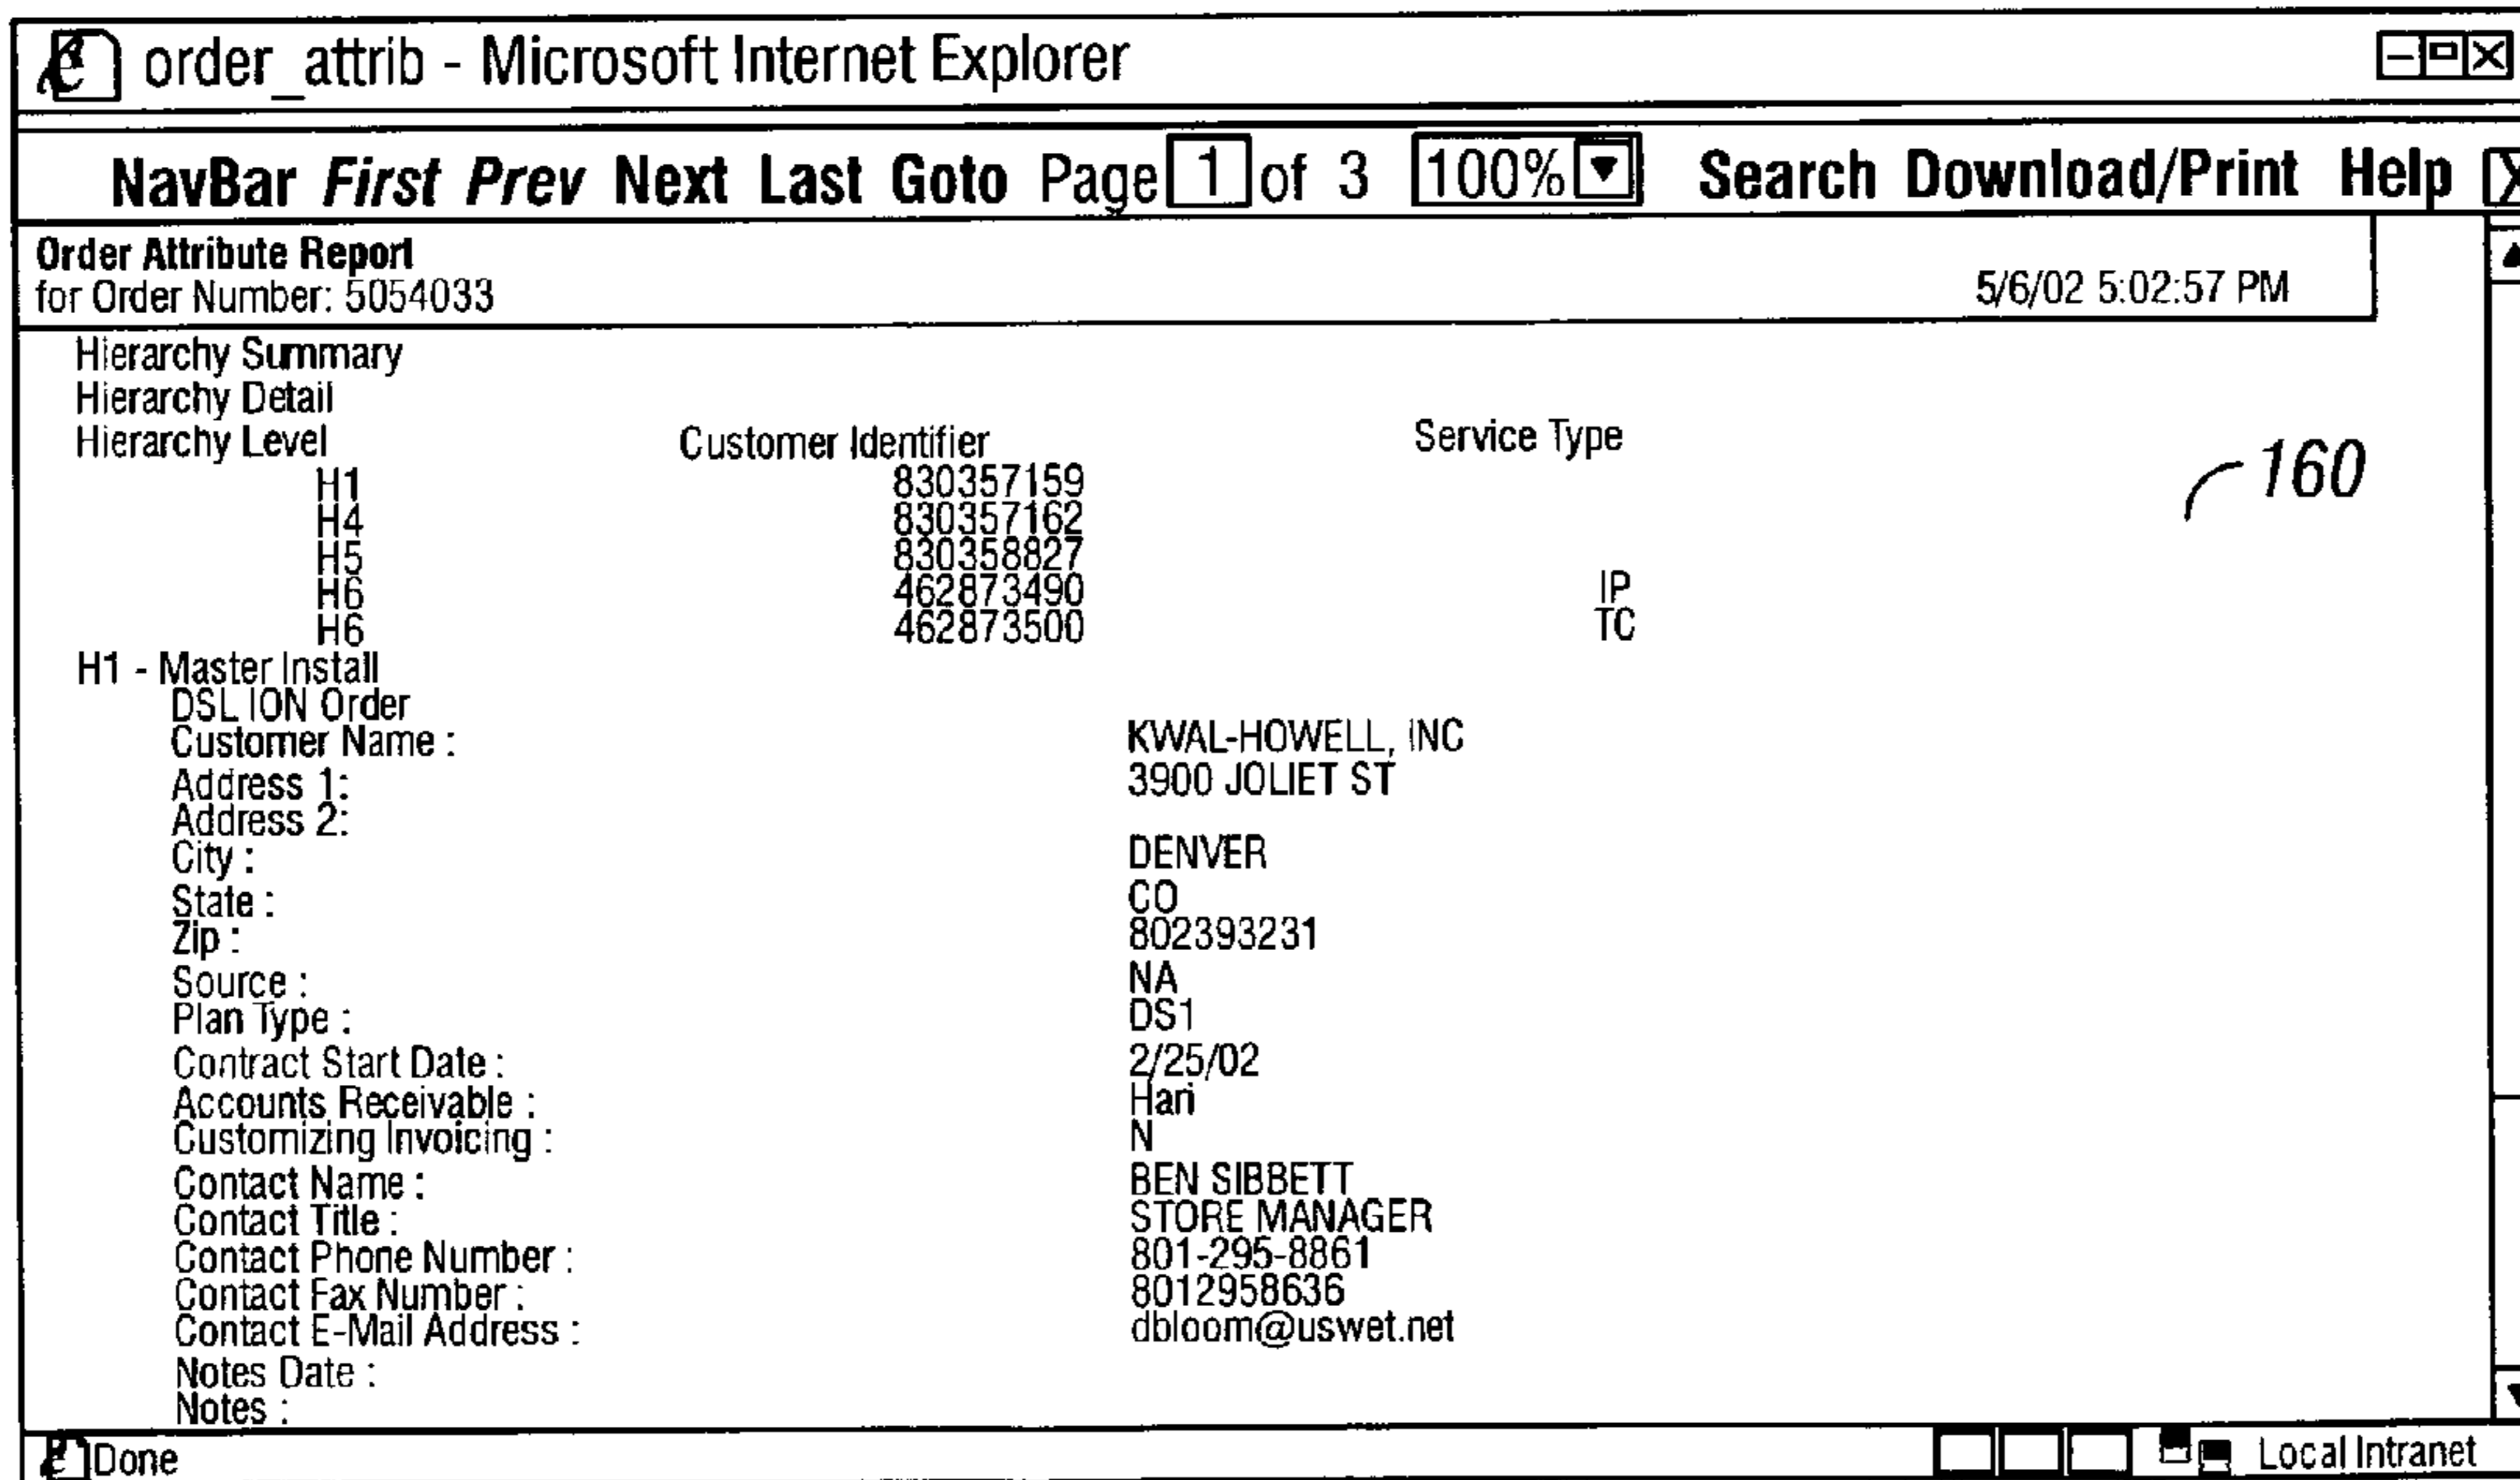 order_attrib - Microsoft Internet Explorer
NavBar First Prev Next Last Goto Page 1 of 3 100% Search Download/Print Help X
Order Attribute Report
for Order Number: 5054033 5/6/02 5:02:57 PM
Hierarchy Summary
Hierarchy Detail
Hierarchy Level Customer Identifier Service Type
160
H1 830357159
H4 830357162
H5 830358827
H6 462873490 IP
H6 462873500 TC
H1 - Master Install
DSL ION Order
Customer Name : KWAL-HOWELL, INC
Address 1: 3900 JOLIET ST
Address 2:
City : DENVER
State : CO
Zip : 802393231
Source : NA
Plan Type : DS1
Contract Start Date : 2/25/02
Accounts Receivable : Hari
Customizing Invoicing : N
Contact Name : BEN SIBBETT
Contact Title : STORE MANAGER
Contact Phone Number : 801-295-8861
Contact Fax Number : 8012958636
Contact E-Mail Address : dbloom@uswet.net
Notes Date :
Notes :
Done Local Intranet